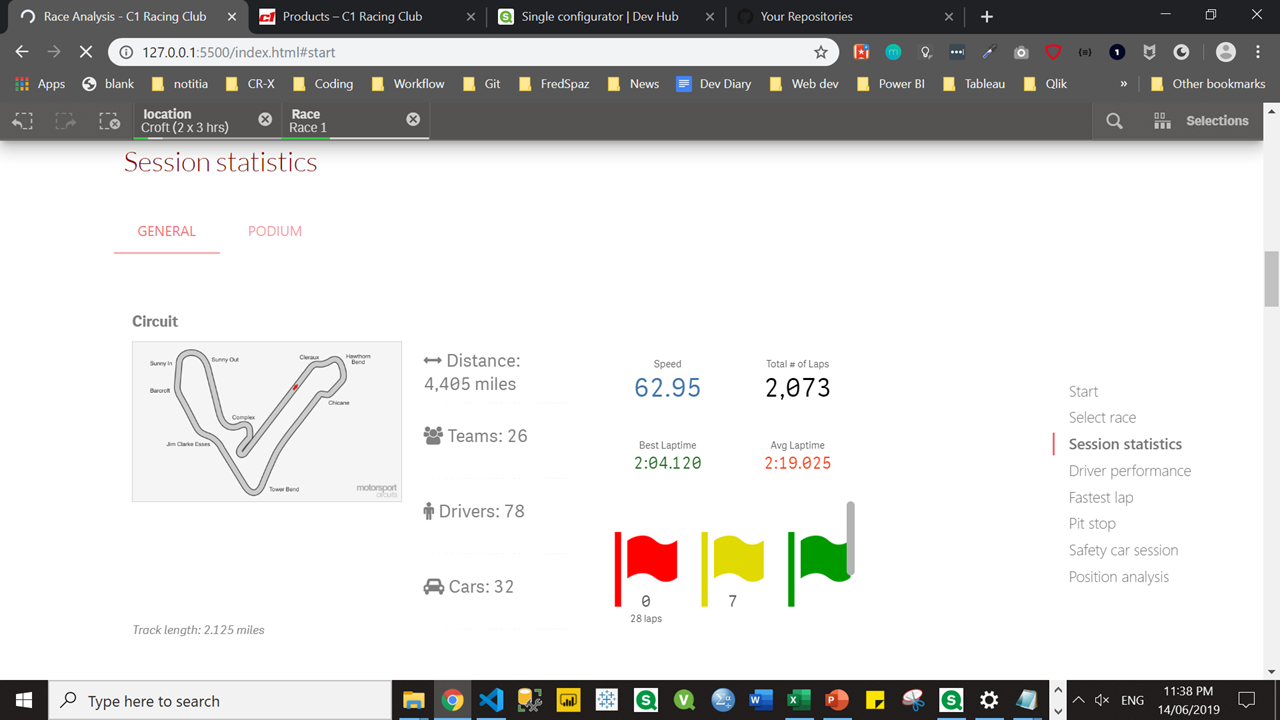 Race Analysis – C1 Racing Club
Products – C1 Racing Club
Single configurator | Dev Hub
Your Repositories
127.0.0.1:5500/index.html#start
Apps
blank
notitia
CR-X
Coding
Workflow
Git
FredSpaz
News
Dev Diary
Web dev
Power BI
Tableau
Qlik
»
Other bookmarks
location
Croft (2 x 3 hrs)
Race
Race 1
Selections
Session statistics
GENERAL
PODIUM
Circuit
Sunny In
Sunny Out
Cleraux
Hawthorn
Bend
Barcroft
Chicane
Complex
Jim Clarke Esses
Tower Bend
motorsport
circuits
Track length: 2.125 miles
Distance:
4,405 miles
Teams: 26
Drivers: 78
Cars: 32
Speed
62.95
Total # of Laps
2,073
Best Laptime
2:04.120
Avg Laptime
2:19.025
0
7
28 laps
Start
Select race
Session statistics
Driver performance
Fastest lap
Pit stop
Safety car session
Position analysis
Type here to search
ENG
11:38 PM
14/06/2019